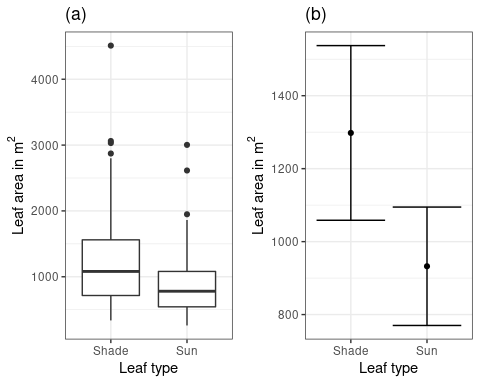 (a)
Leaf area in m²
4000
3000
2000
1000
Shade Sun
Leaf type
(b)
Leaf area in m²
1400
1200
1000
800
Shade Sun
Leaf type